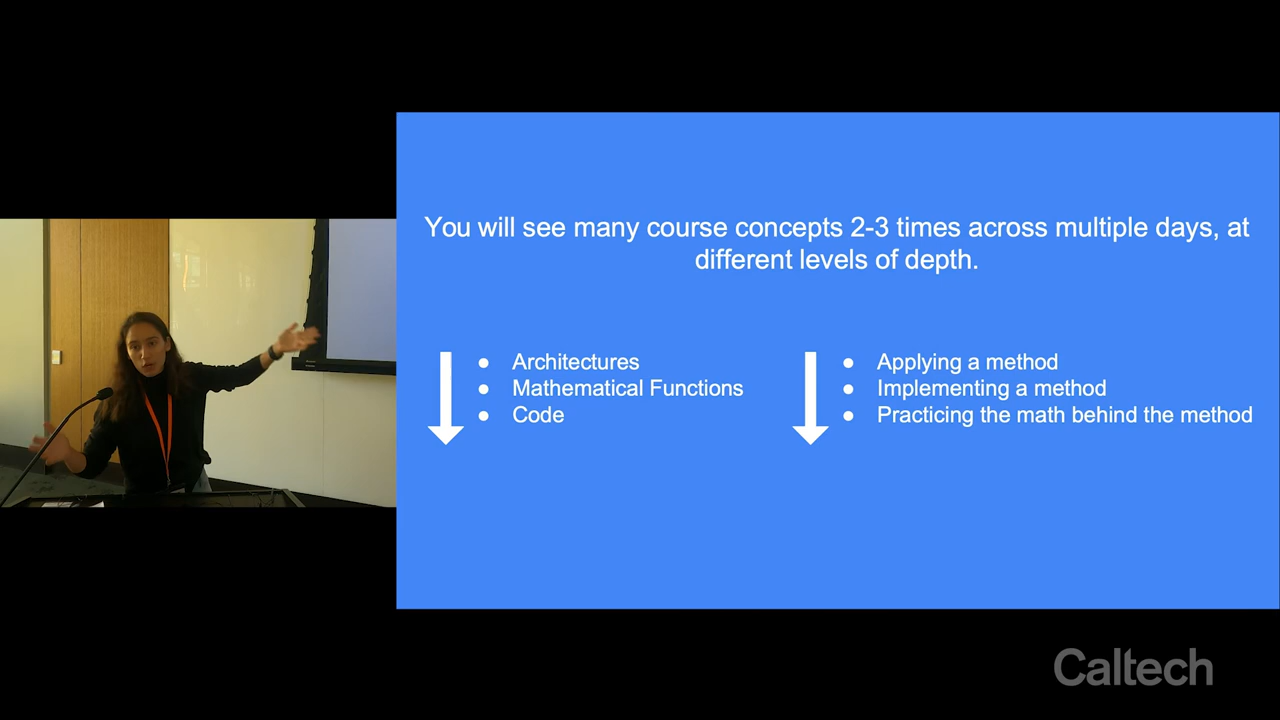 You will see many course concepts 2-3 times across multiple days, at
different levels of depth.
● Architectures
● Mathematical Functions
● Code
● Applying a method
● Implementing a method
● Practicing the math behind the method
Caltech